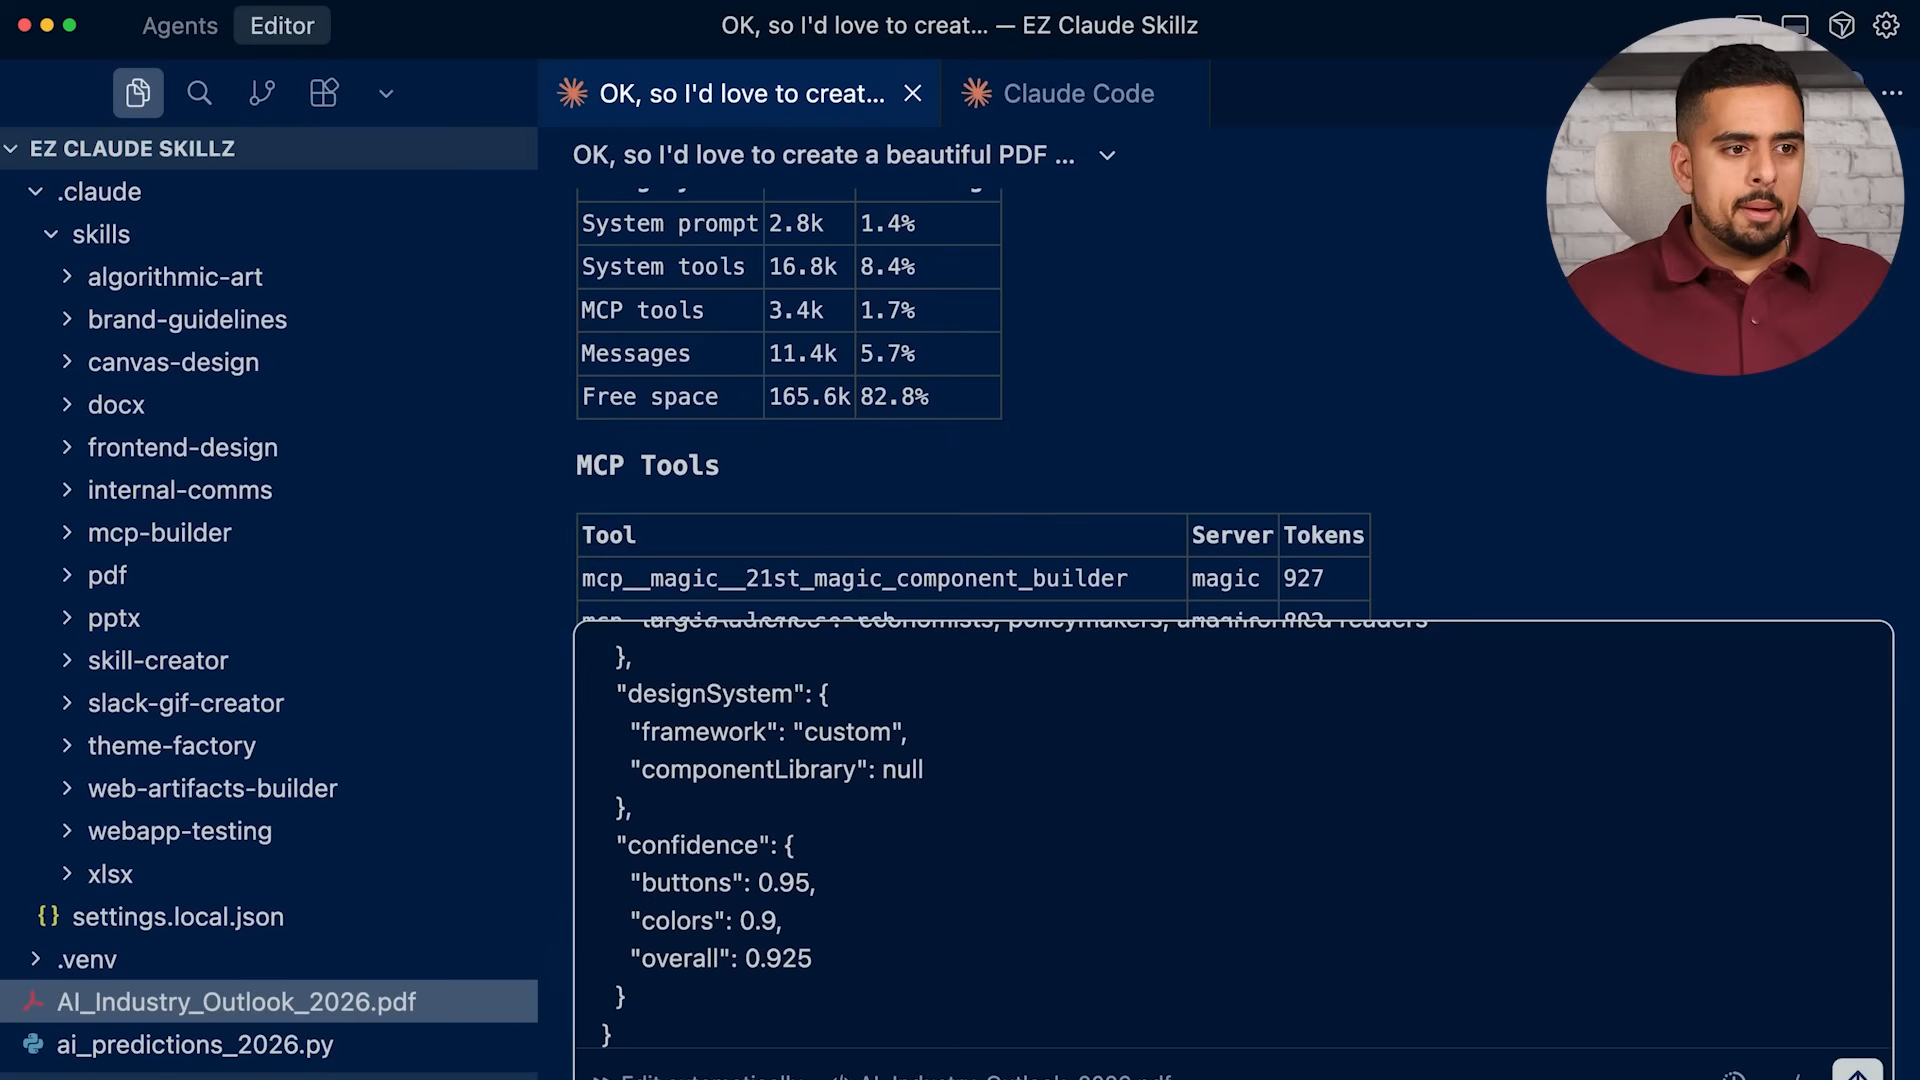 Agents Editor OK, so I'd love to creat... — EZ Claude Skillz
OK, so I'd love to creat... Claude Code
EZ CLAUDE SKILLZ
.claude
skills
algorithmic-art
brand-guidelines
canvas-design
docx
frontend-design
internal-comms
mcp-builder
pdf
pptx
skill-creator
slack-gif-creator
theme-factory
web-artifacts-builder
webapp-testing
xlsx
{} settings.local.json
.venv
AI_Industry_Outlook_2026.pdf
ai_predictions_2026.py
OK, so I'd love to create a beautiful PDF ...
System prompt 2.8k 1.4%
System tools 16.8k 8.4%
MCP tools 3.4k 1.7%
Messages 11.4k 5.7%
Free space 165.6k 82.8%
MCP Tools
Tool Server Tokens
mcp__magic__21st_magic_component_builder magic 927
},
"designSystem": {
"framework": "custom",
"componentLibrary": null
},
"confidence": {
"buttons": 0.95,
"colors": 0.9,
"overall": 0.925
}
}